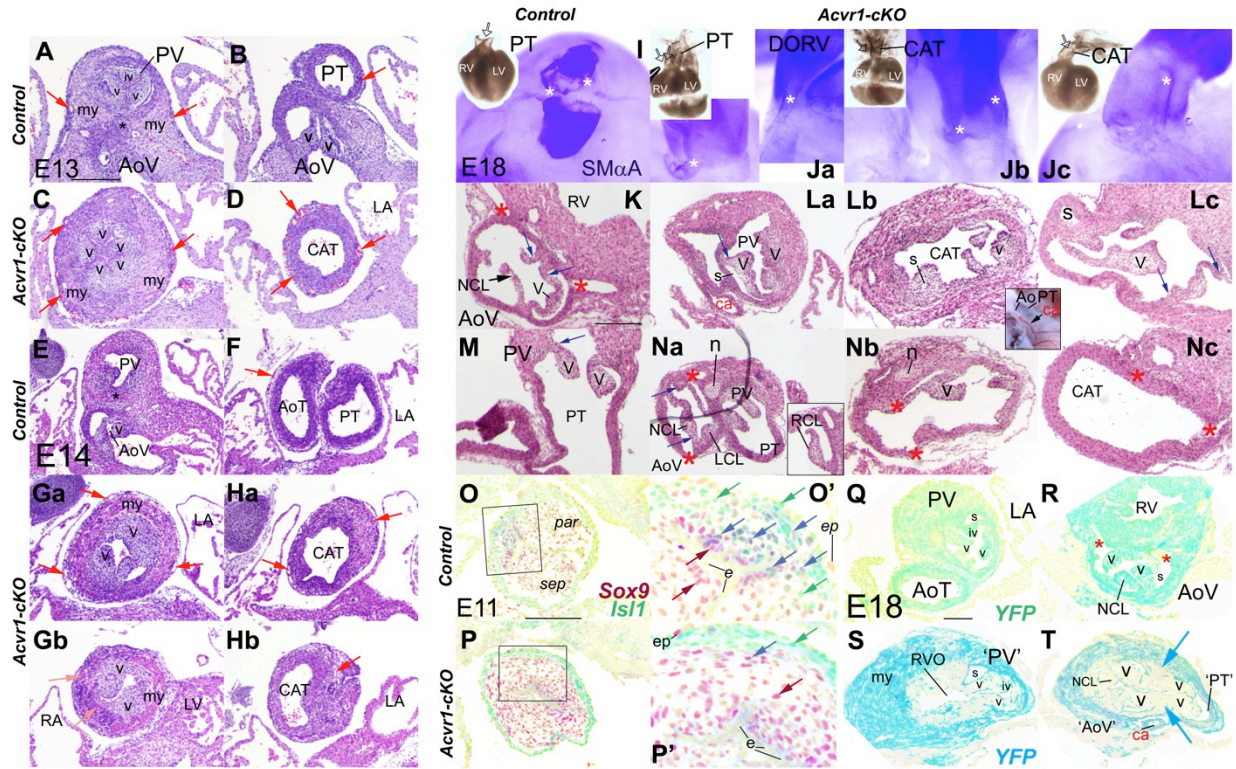 Control
Acvr1-cKO
A
PV
iv
v
v
my
my
*
AoV
E13
Control
B
PT
v
v
AoV
I
PT
RV
LV
*
*
E18
SMαA
PT
RV
LV
*
DORV
*
Ja
CAT
RV
LV
*
*
Jb
CAT
RV
LV
*
Jc
C
v
v
v
v
my
my
Acvr1-cKO
D
LA
CAT
K
RV
*
NCL
V
*
AoV
La
PV
V
V
s
ca
Lb
CAT
v
v
s
Ao
PT
ca
Lc
s
V
E
PV
*
v
AoV
E14
Control
F
AoT
PT
LA
M
PV
V
V
PT
Na
n
*
PV
NCL
LCL
AoV
*
PT
RCL
Nb
n
V
*
*
Nc
CAT
*
*
Ga
my
v
LA
Ha
CAT
O
par
sep
E11
Sox9
Isl1
Control
O’
ep
e
Q
PV
LA
s
iv
v
v
AoT
E18
YFP
R
RV
*
*
v
v
s
NCL
AoV
Acvr1-cKO
Gb
v
v
my
RA
LV
Hb
CAT
LA
P
Acvr1-cKO
ep
e
P’
S
RVO
‘PV’
my
s
v
iv
v
YFP
T
NCL
v
v
v
v
‘PT’
‘AoV’
ca